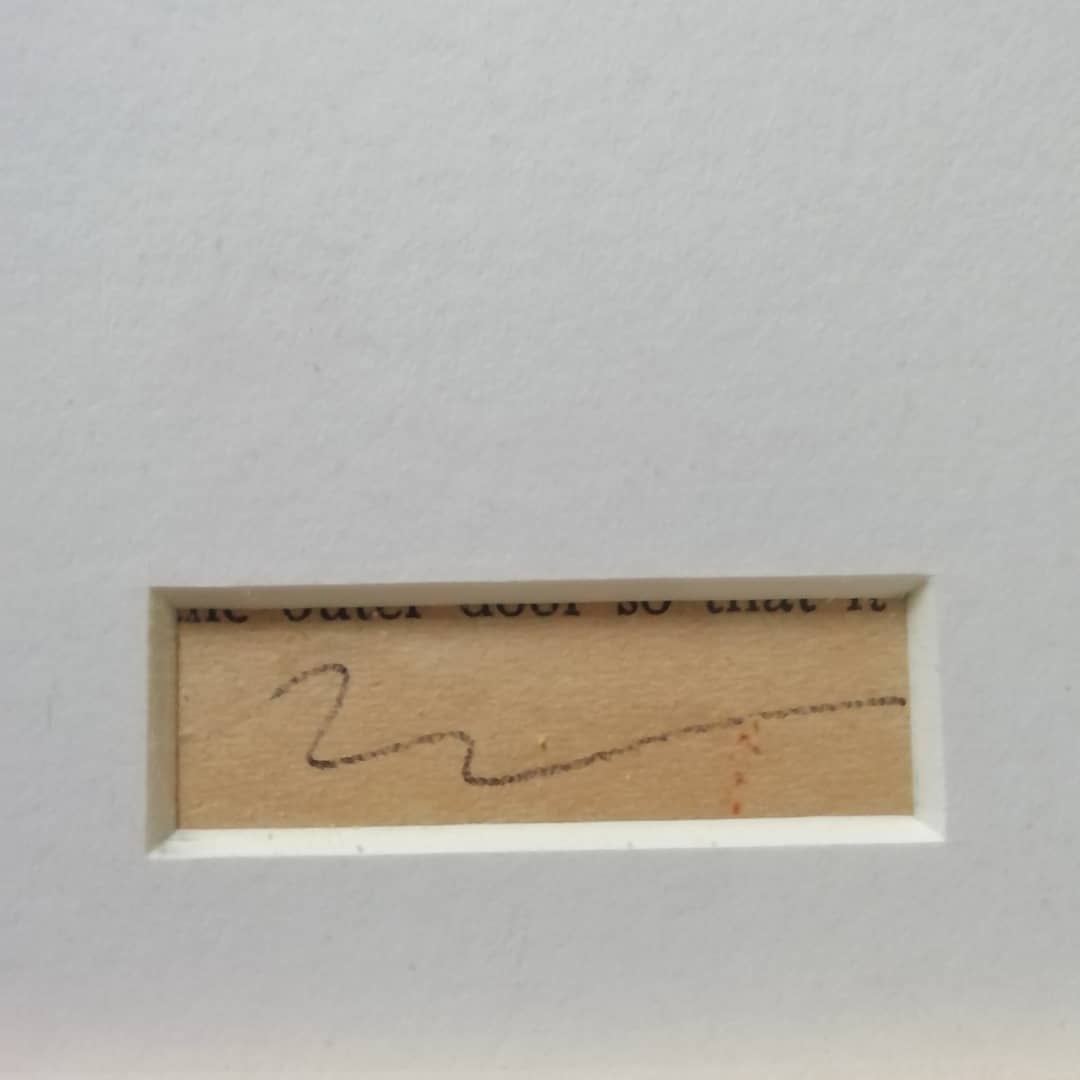 outer door so that it